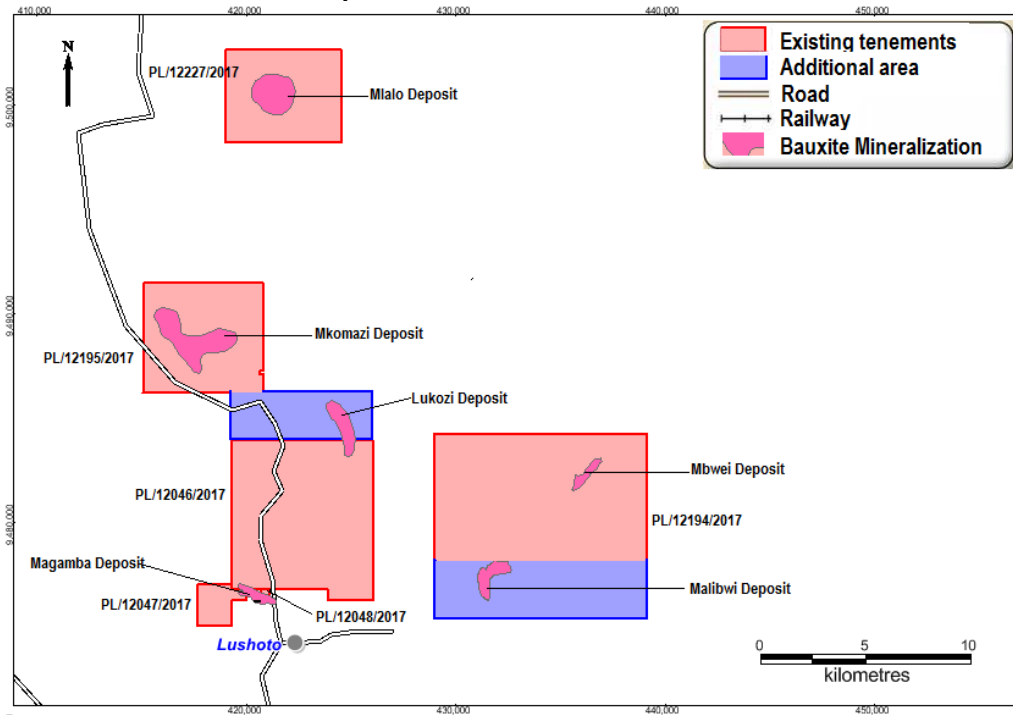 410,000
420,000
430,000
440,000
450,000
N
PL/12227/2017
Mlalo Deposit
Existing tenements
Additional area
Road
Railway
Bauxite Mineralization
9,500,000
9,490,000
9,480,000
Mkomazi Deposit
PL/12195/2017
Lukozi Deposit
PL/12046/2017
Mbwei Deposit
PL/12194/2017
Magamba Deposit
PL/12047/2017
PL/12048/2017
Malibwi Deposit
Lushoto
0 5 10
kilometres
420,000
430,000
440,000
450,000